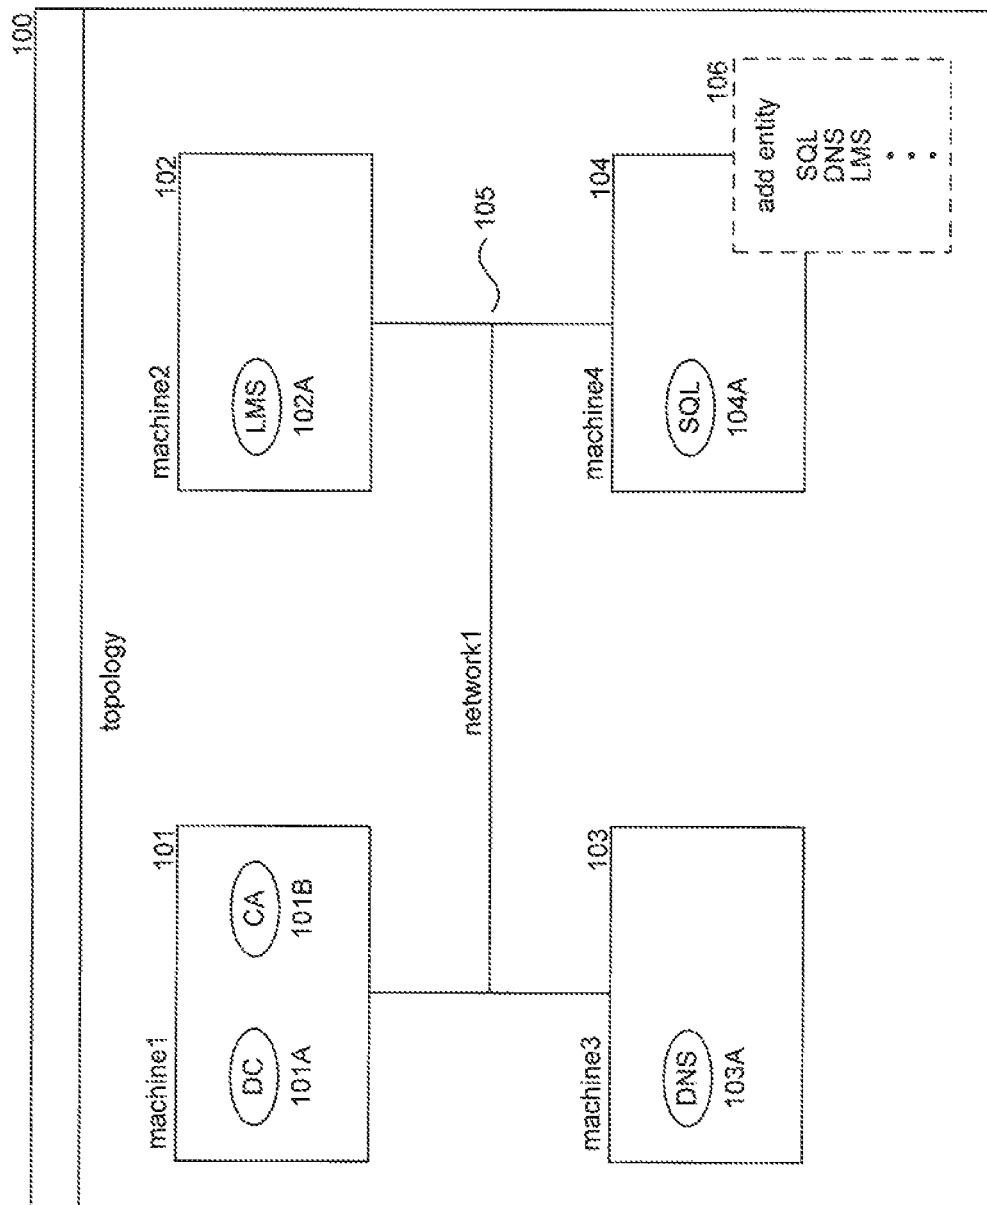 100
topology
machine1
101
DC
CA
101A
101B
machine2
102
LMS
102A
network1
105
machine3
103
DNS
103A
machine4
104
SQL
104A
106
add entity
SQL
DNS
LMS